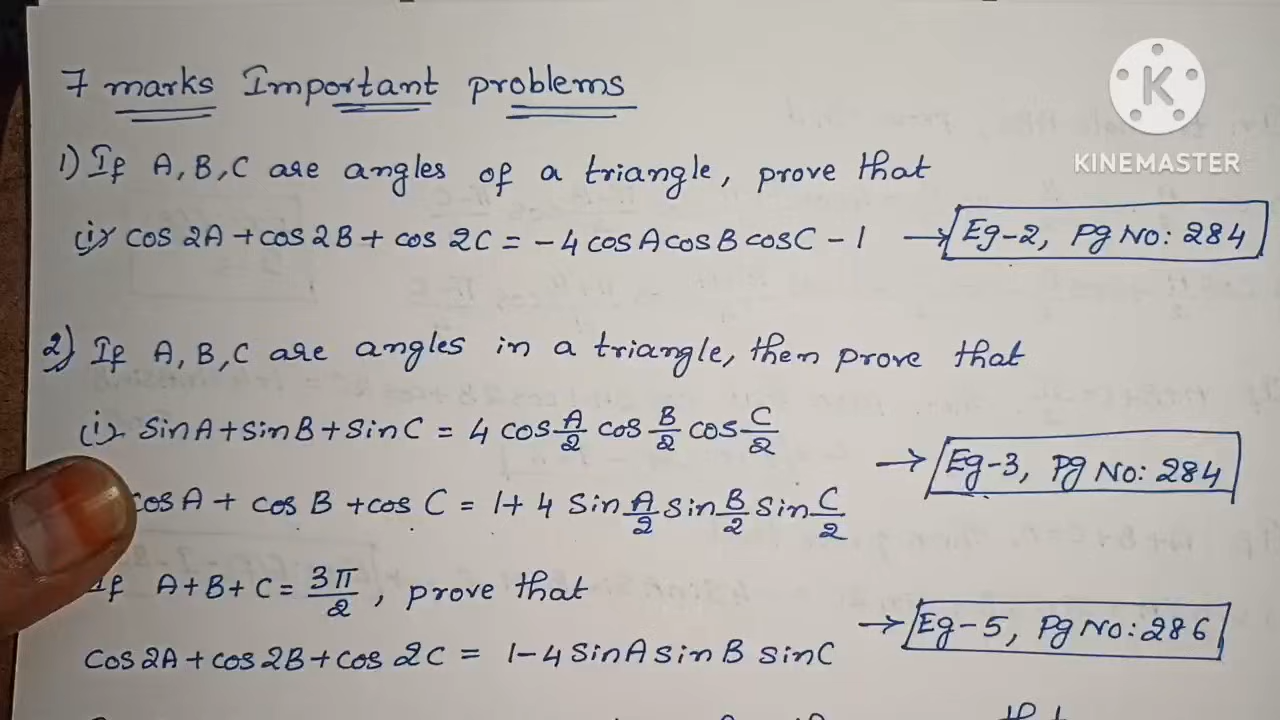 7 marks Important problems
KINEMASTER
1) If A, B, C are angles of a triangle, prove that
(i) cos 2A + cos 2B + cos 2C = -4 cos A cos B cos C - 1 → Eg-2, Pg No: 284
2) If A, B, C are angles in a triangle, then prove that
(i) Sin A + Sin B + Sin C = 4 cos A/2 cos B/2 cos C/2
→ Eg-3, Pg No: 284
cos A + cos B + cos C = 1 + 4 Sin A/2 Sin B/2 Sin C/2
If A + B + C = 3π/2, prove that
→ Eg-5, Pg No: 286
Cos 2A + cos 2B + cos 2C = 1 - 4 Sin A sin B sin C